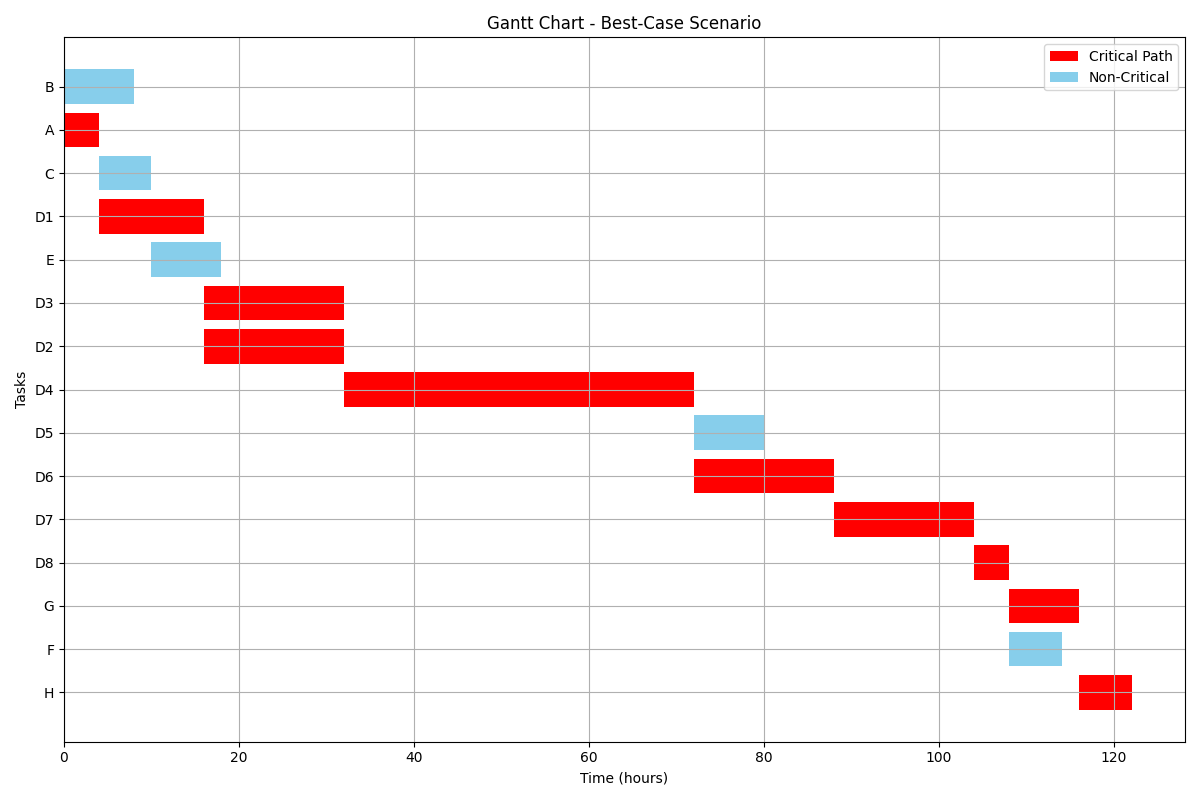 Gantt Chart - Best-Case Scenario
Critical Path
Non-Critical
B
A
C
D1
E
D3
D2
D4
D5
D6
D7
D8
G
F
H
Tasks
0 20 40 60 80 100 120
Time (hours)